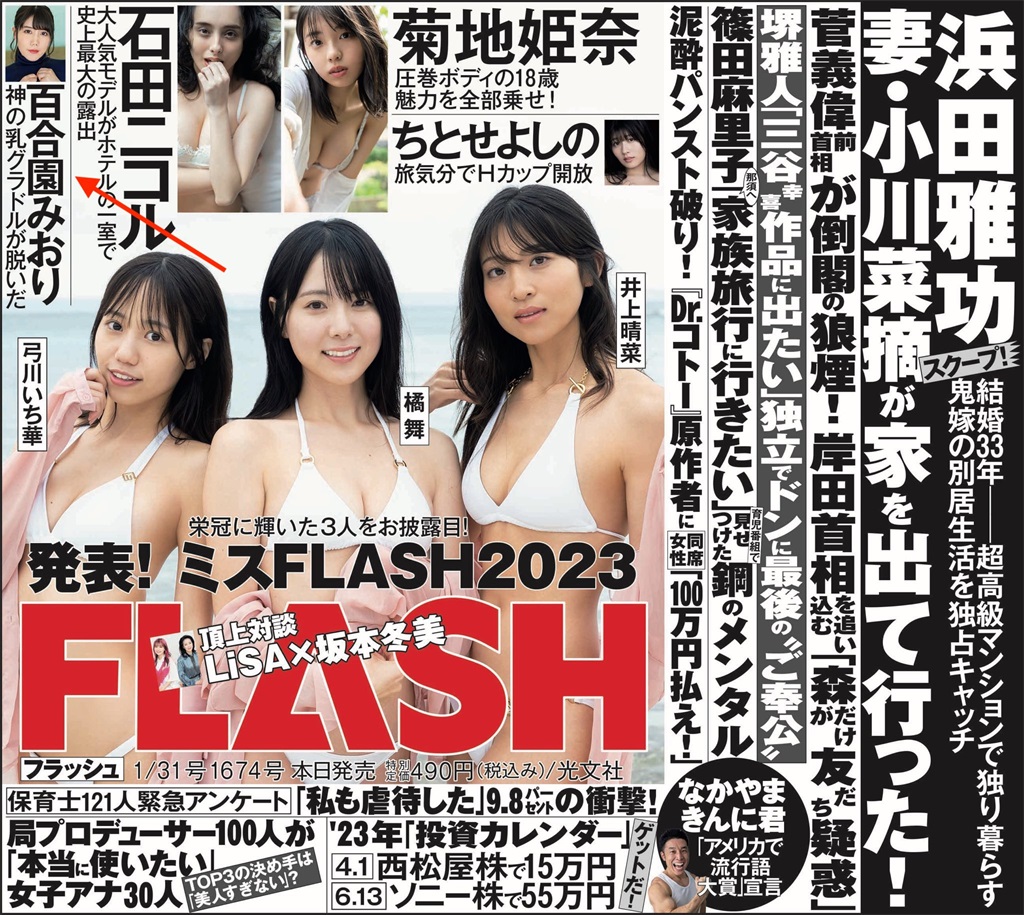 浜田雅功
妻・小川菜摘が家を出て行った!
スクープ!
結婚33年――超高級マンションで独り暮らす
鬼嫁の別居生活を独占キャッチ
菅義偉前首相が倒閣の狼煙!岸田首相を追い込む「森だけが友だち疑惑」
堺雅人「三谷幸喜作品に出たい」独立でドンに最後の“ご奉公”
篠田麻里子「那須へ家族旅行に行きたい」育児番組で見せつけた鋼のメンタル
泥酔パンスト破り!『Dr.コトー』原作者に同席女性「100万円払え!」
菊地姫奈
圧巻ボディの18歳
魅力を全部乗せ!
ちとせよしの
旅気分でHカップ開放
石田ニコル
大人気モデルがホテルの一室で
史上最大の露出
百合園みおり
神の乳グラドルが脱いだ
井上晴菜
橘舞
弓川いち華
栄冠に輝いた3人をお披露目!
発表!ミスFLASH2023
FLASH
頂上対談
LiSA×坂本冬美
フラッシュ
1/31号1674号 本日発売 特別定価490円(税込み)/光文社
保育士121人緊急アンケート「私も虐待した」9.8パーセントの衝撃!
局プロデューサー100人が
「本当に使いたい」
女子アナ30人
TOP3の決め手は
「美人すぎない」?
'23年「投資カレンダー」
4.1 西松屋株で15万円
6.13 ソニー株で55万円
ゲットだ!
なかやま
きんに君
「アメリカで
流行語
大賞」宣言